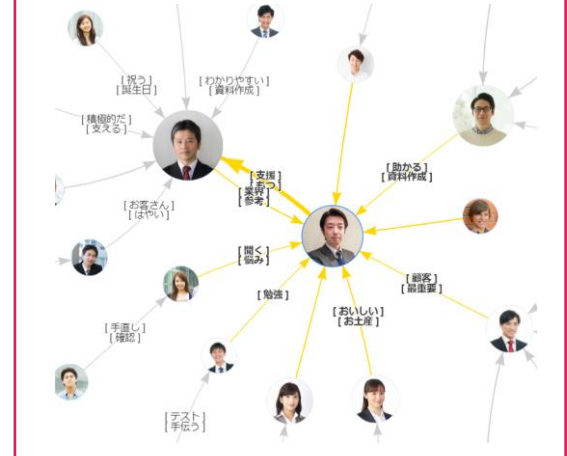 [ 祝う ]
[ 誕生日 ]
[ わかりやすい ]
[ 資料作成 ]
[ 積極的だ ]
[ 支える ]
[ 助かる ]
[ 資料作成 ]
[ 支援 ]
[ あつ ]
[ 業界 ]
[ 参考 ]
[ お客さん ]
[ はやい ]
[ 聞く ]
[ 悩み ]
[ 顧客 ]
[ 最重要 ]
[ 勉強 ]
[ おいしい ]
[ お土産 ]
[ 手直し ]
[ 確認 ]
[ テスト ]
[ 手伝う ]